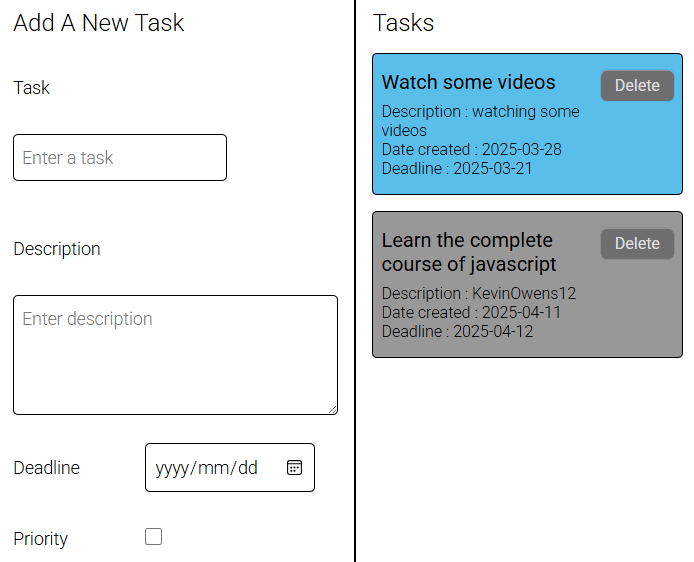 Add A New Task
Task
Enter a task
Description
Enter description
Deadline
yyyy/mm/dd
Priority
Tasks
Watch some videos
Delete
Description : watching some
videos
Date created : 2025-03-28
Deadline : 2025-03-21
Learn the complete
course of javascript
Delete
Description : KevinOwens12
Date created : 2025-04-11
Deadline : 2025-04-12